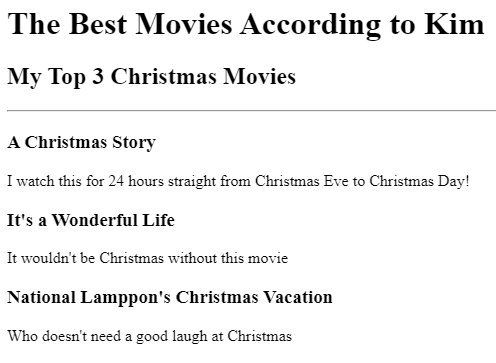 The Best Movies According to Kim
My Top 3 Christmas Movies
A Christmas Story
I watch this for 24 hours straight from Christmas Eve to Christmas Day!
It's a Wonderful Life
It wouldn't be Christmas without this movie
National Lamppon's Christmas Vacation
Who doesn't need a good laugh at Christmas